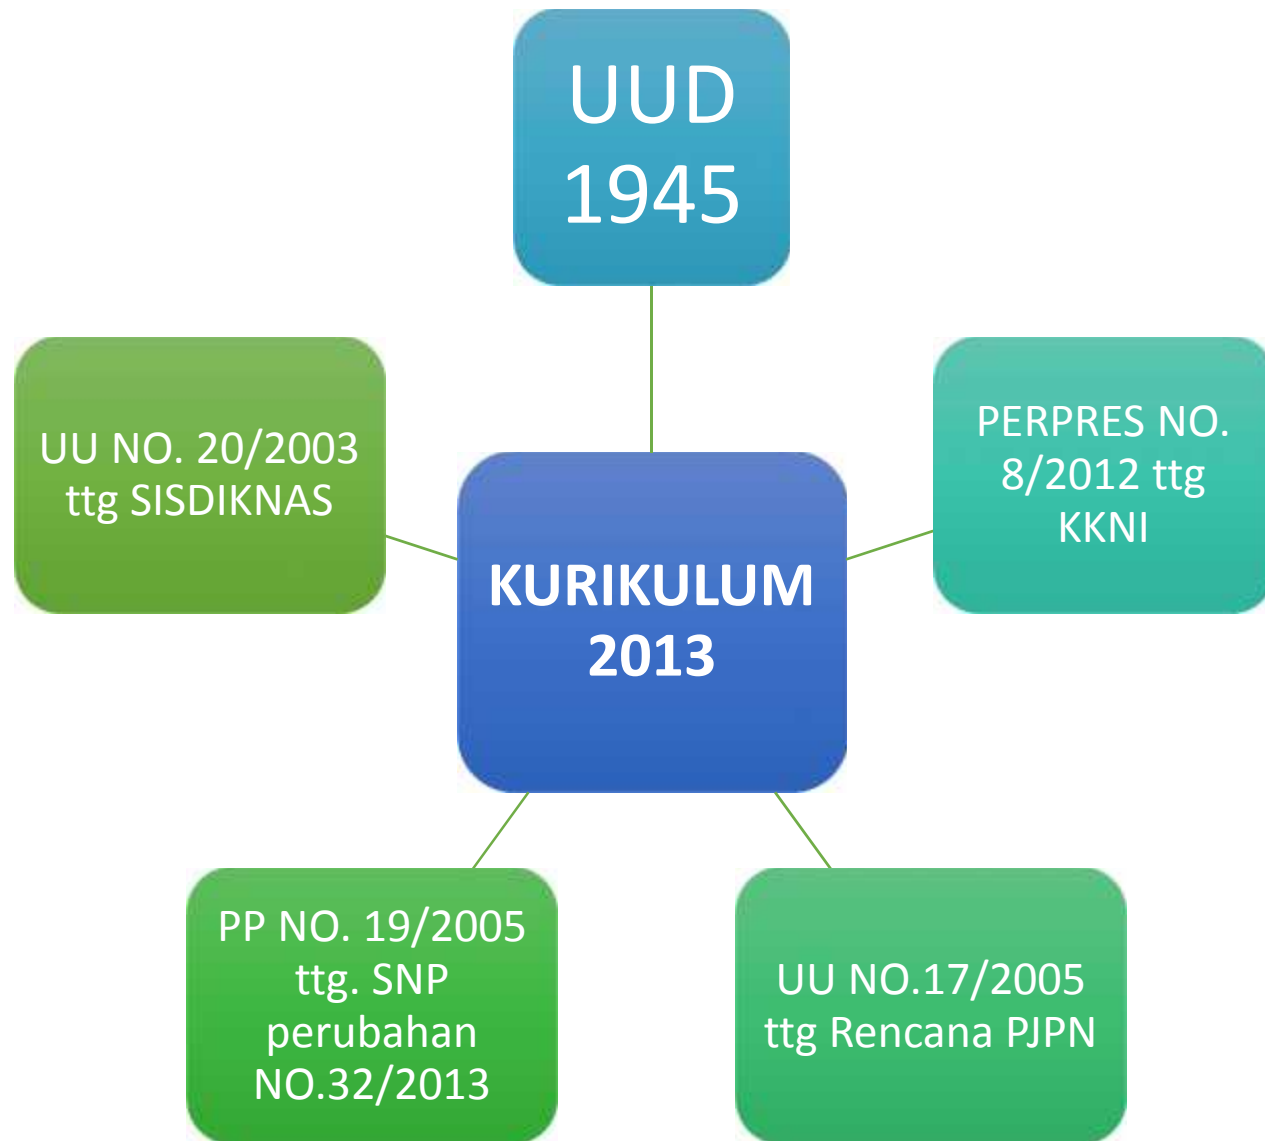 UUD
1945
UU NO. 20/2003
ttg SISDIKNAS
PERPRES NO.
8/2012 ttg
KKNI
KURIKULUM
2013
PP NO. 19/2005
ttg. SNP
perubahan
NO.32/2013
UU NO.17/2005
ttg Rencana PJPN